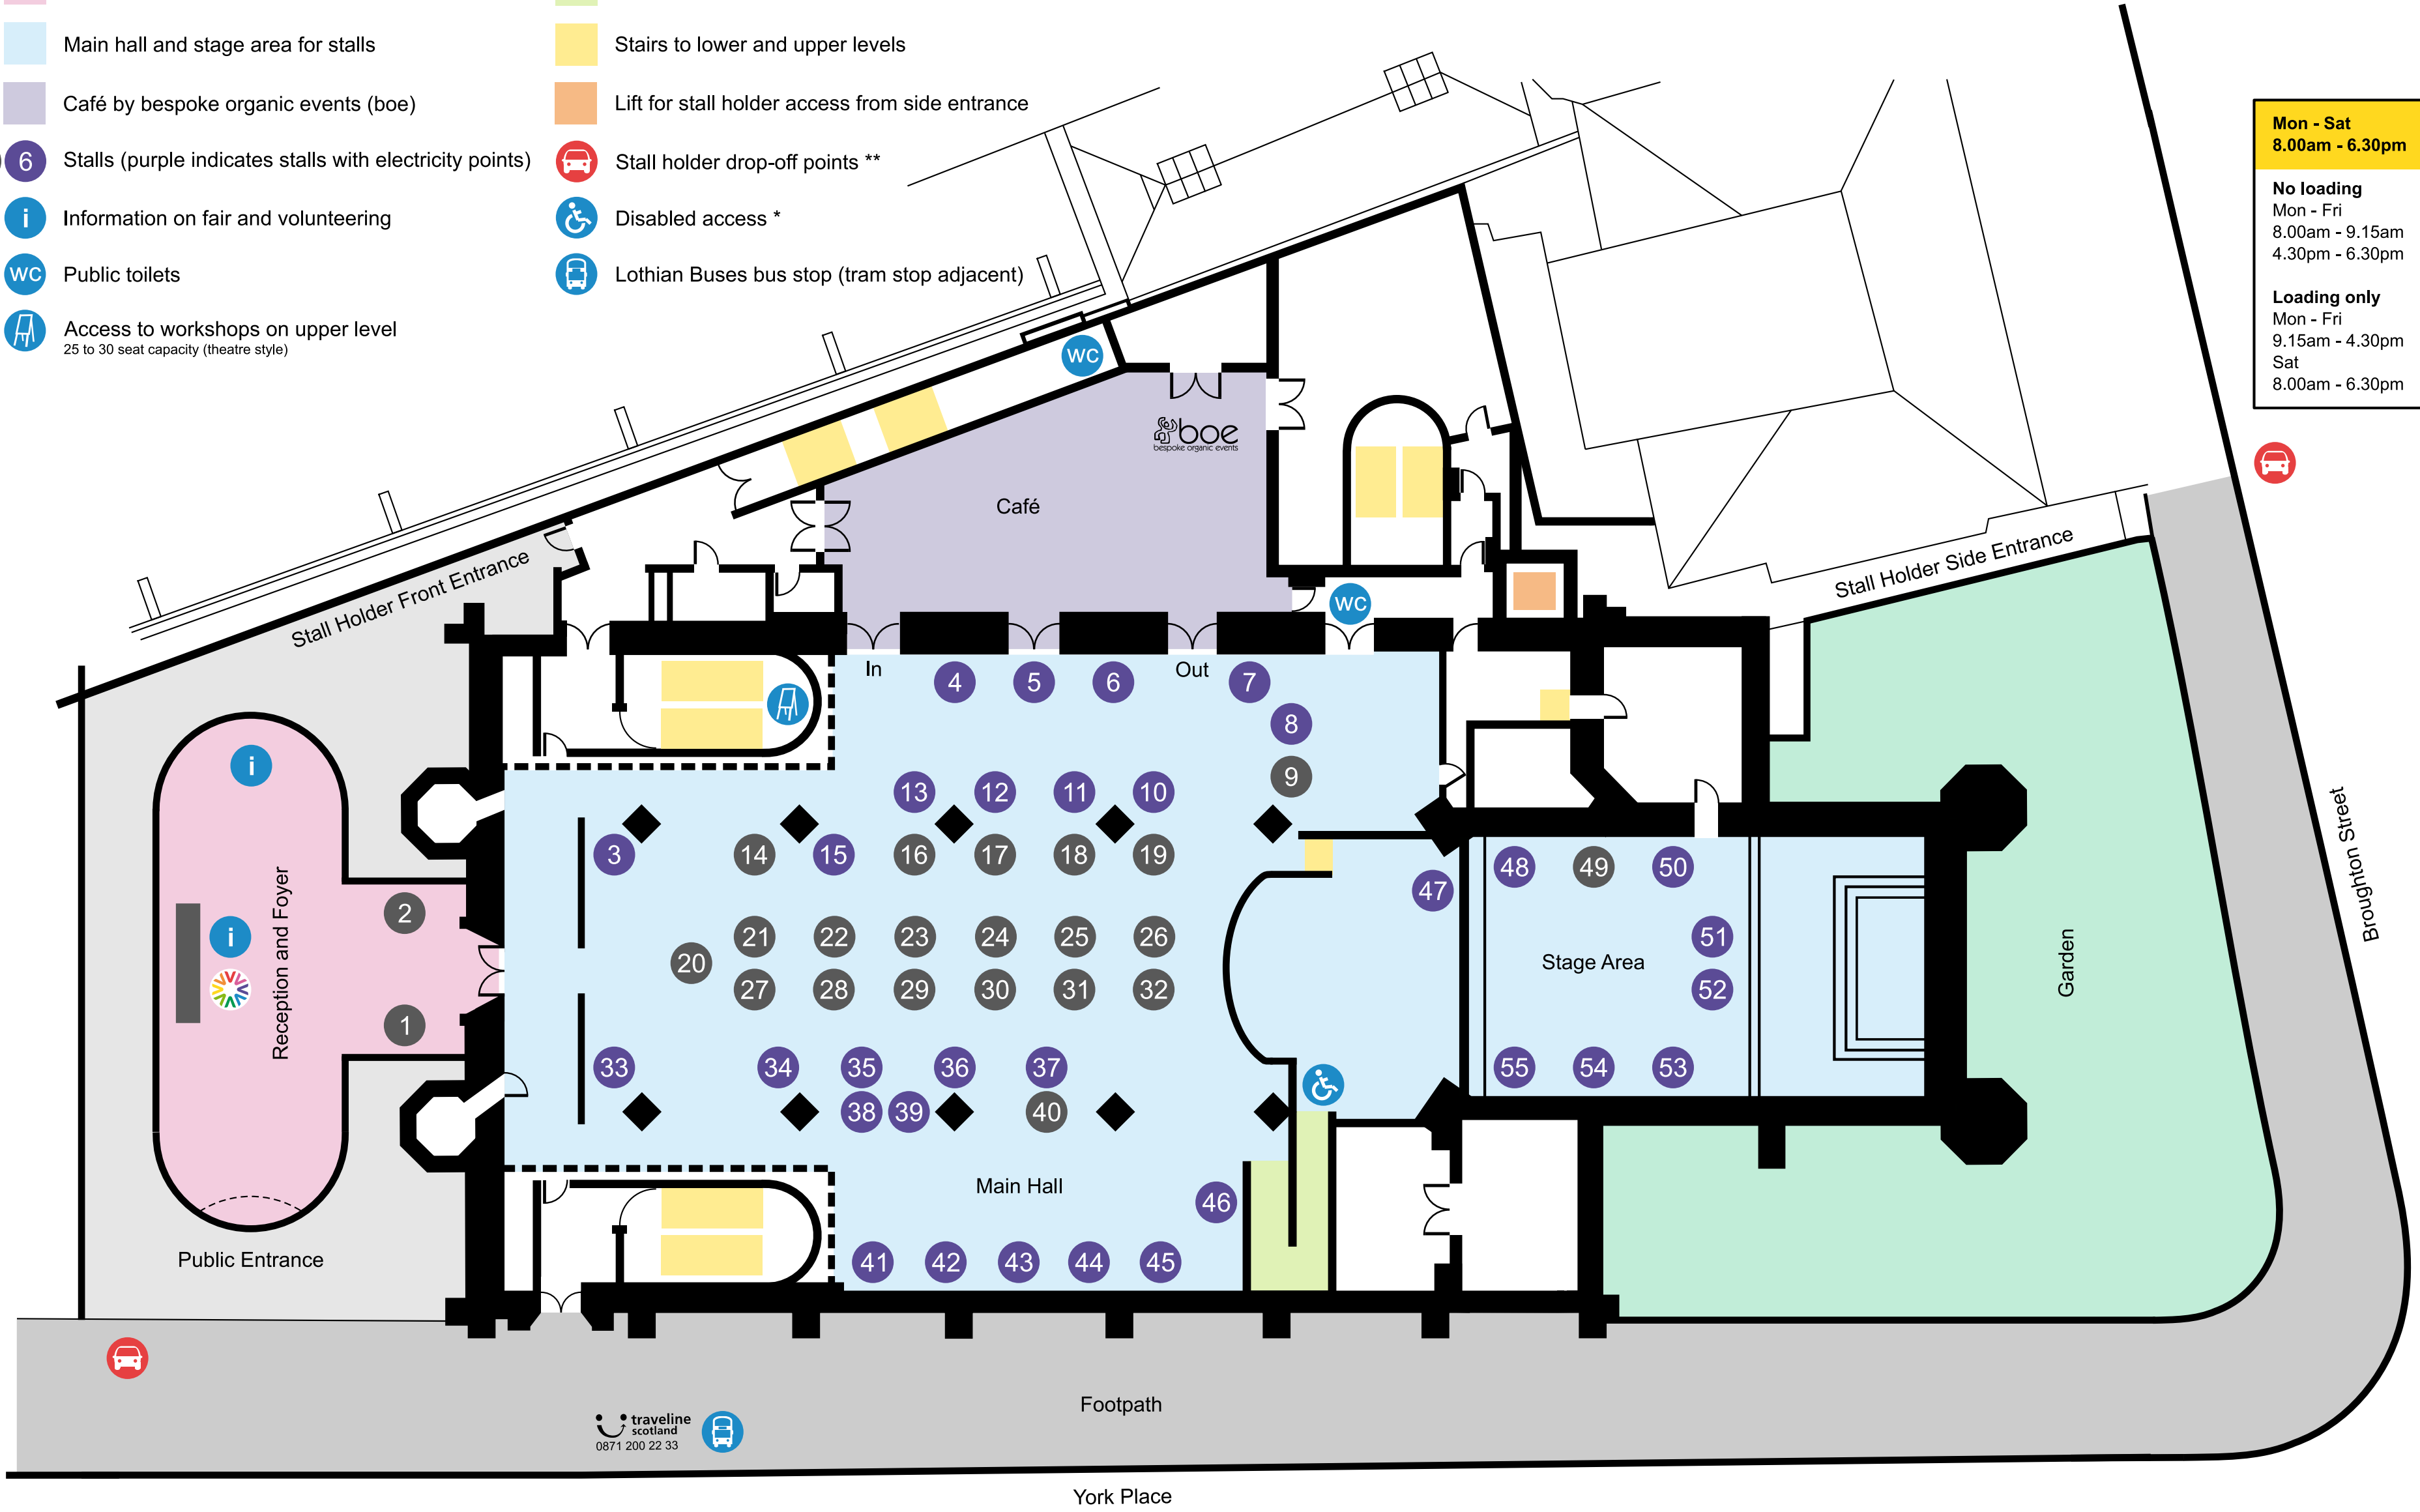 Main hall and stage area for stalls
Café by bespoke organic events (boe)
6 Stalls (purple indicates stalls with electricity points)
i Information on fair and volunteering
WC Public toilets
Access to workshops on upper level
25 to 30 seat capacity (theatre style)
Stairs to lower and upper levels
Lift for stall holder access from side entrance
Stall holder drop-off points **
Disabled access *
Lothian Buses bus stop (tram stop adjacent)
Mon - Sat
8.00am - 6.30pm
No loading
Mon - Fri
8.00am - 9.15am
4.30pm - 6.30pm
Loading only
Mon - Fri
9.15am - 4.30pm
Sat
8.00am - 6.30pm
WC
boe
bespoke organic events
Café
Stall Holder Front Entrance
Stall Holder Side Entrance
WC
In
Out
4 5 6 7
8
9
i
13 12 11 10
3 14 15 16 17 18 19
48 49 50
47
2
i
Reception and Foyer
20
21 22 23 24 25 26
27 28 29 30 31 32
51
Stage Area
52
Garden
Broughton Street
1
33 34 35 36 37
38 39 40
55 54 53
Main Hall
46
41 42 43 44 45
Public Entrance
Footpath
traveline
scotland
0871 200 22 33
York Place